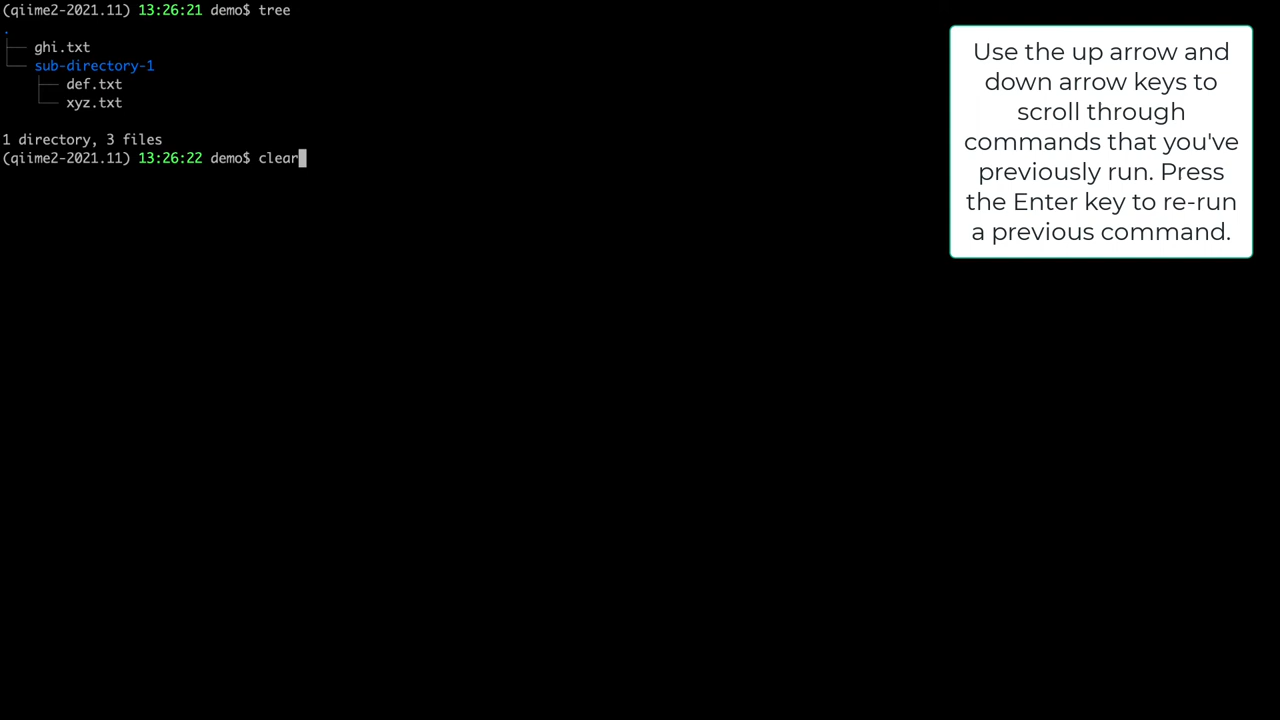 (qiime2-2021.11) 13:26:21 demo$ tree
.
├── ghi.txt
└── sub-directory-1
    ├── def.txt
    └── xyz.txt
1 directory, 3 files
(qiime2-2021.11) 13:26:22 demo$ clear
Use the up arrow and
down arrow keys to
scroll through
commands that you've
previously run. Press
the Enter key to re-run
a previous command.